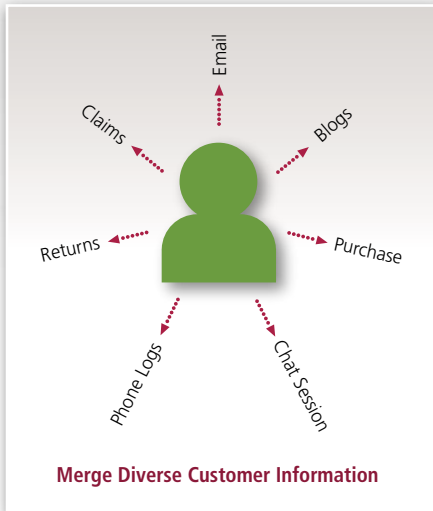 Email
Claims
Blogs
Returns
Purchase
Phone Logs
Chat Session
Merge Diverse Customer Information